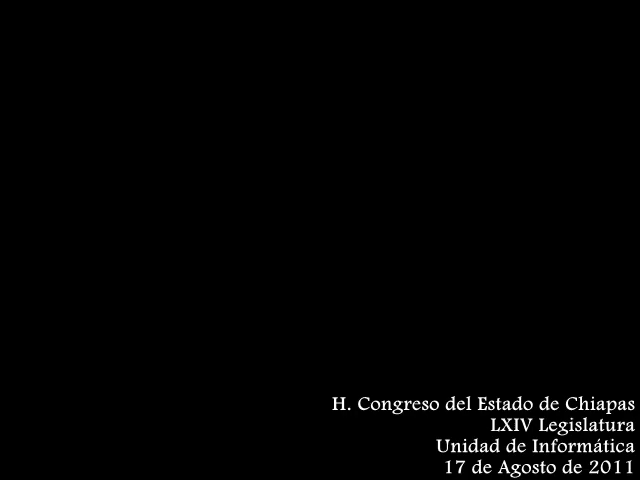 H. Congreso del Estado de Chiapas
LXIV Legislatura
Unidad de Informática
17 de Agosto de 2011